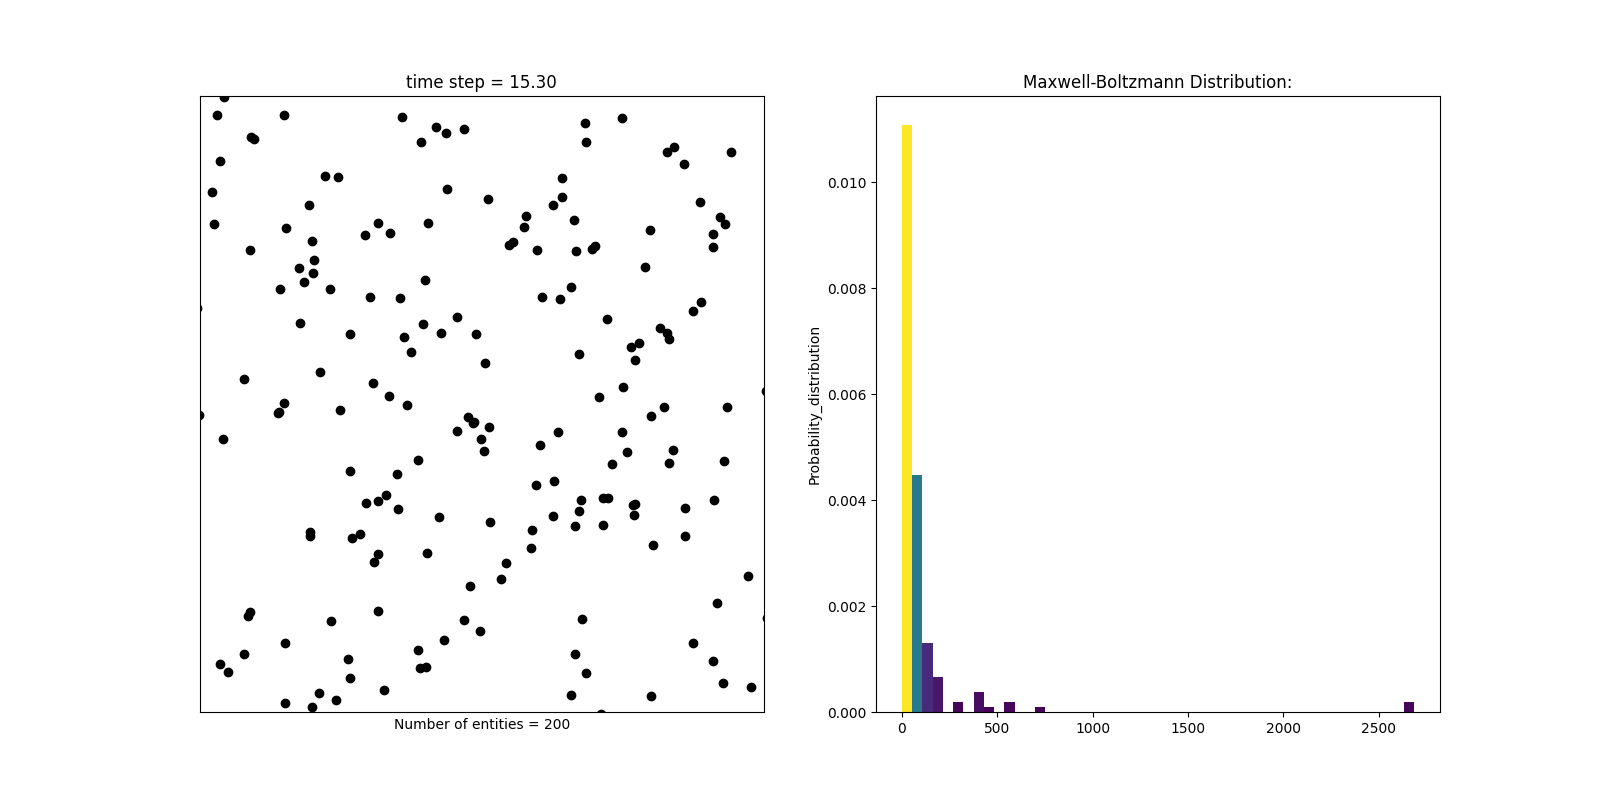 time step = 15.30
Number of entities = 200
Maxwell-Boltzmann Distribution:
Probability_distribution
0.010
0.008
0.006
0.004
0.002
0.000
0 500 1000 1500 2000 2500